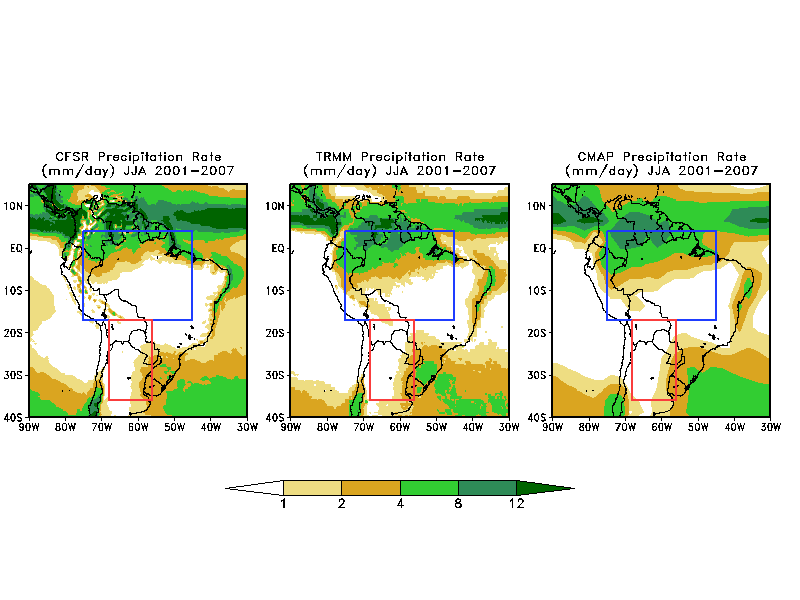 CFSR Precipitation Rate
(mm/day) JJA 2001-2007
TRMM Precipitation Rate
(mm/day) JJA 2001-2007
CMAP Precipitation Rate
(mm/day) JJA 2001-2007
10N
EQ
10S
20S
30S
40S
90W 80W 70W 60W 50W 40W 30W
10N
EQ
10S
20S
30S
40S
90W 80W 70W 60W 50W 40W 30W
10N
EQ
10S
20S
30S
40S
90W 80W 70W 60W 50W 40W 30W
1 2 4 8 12